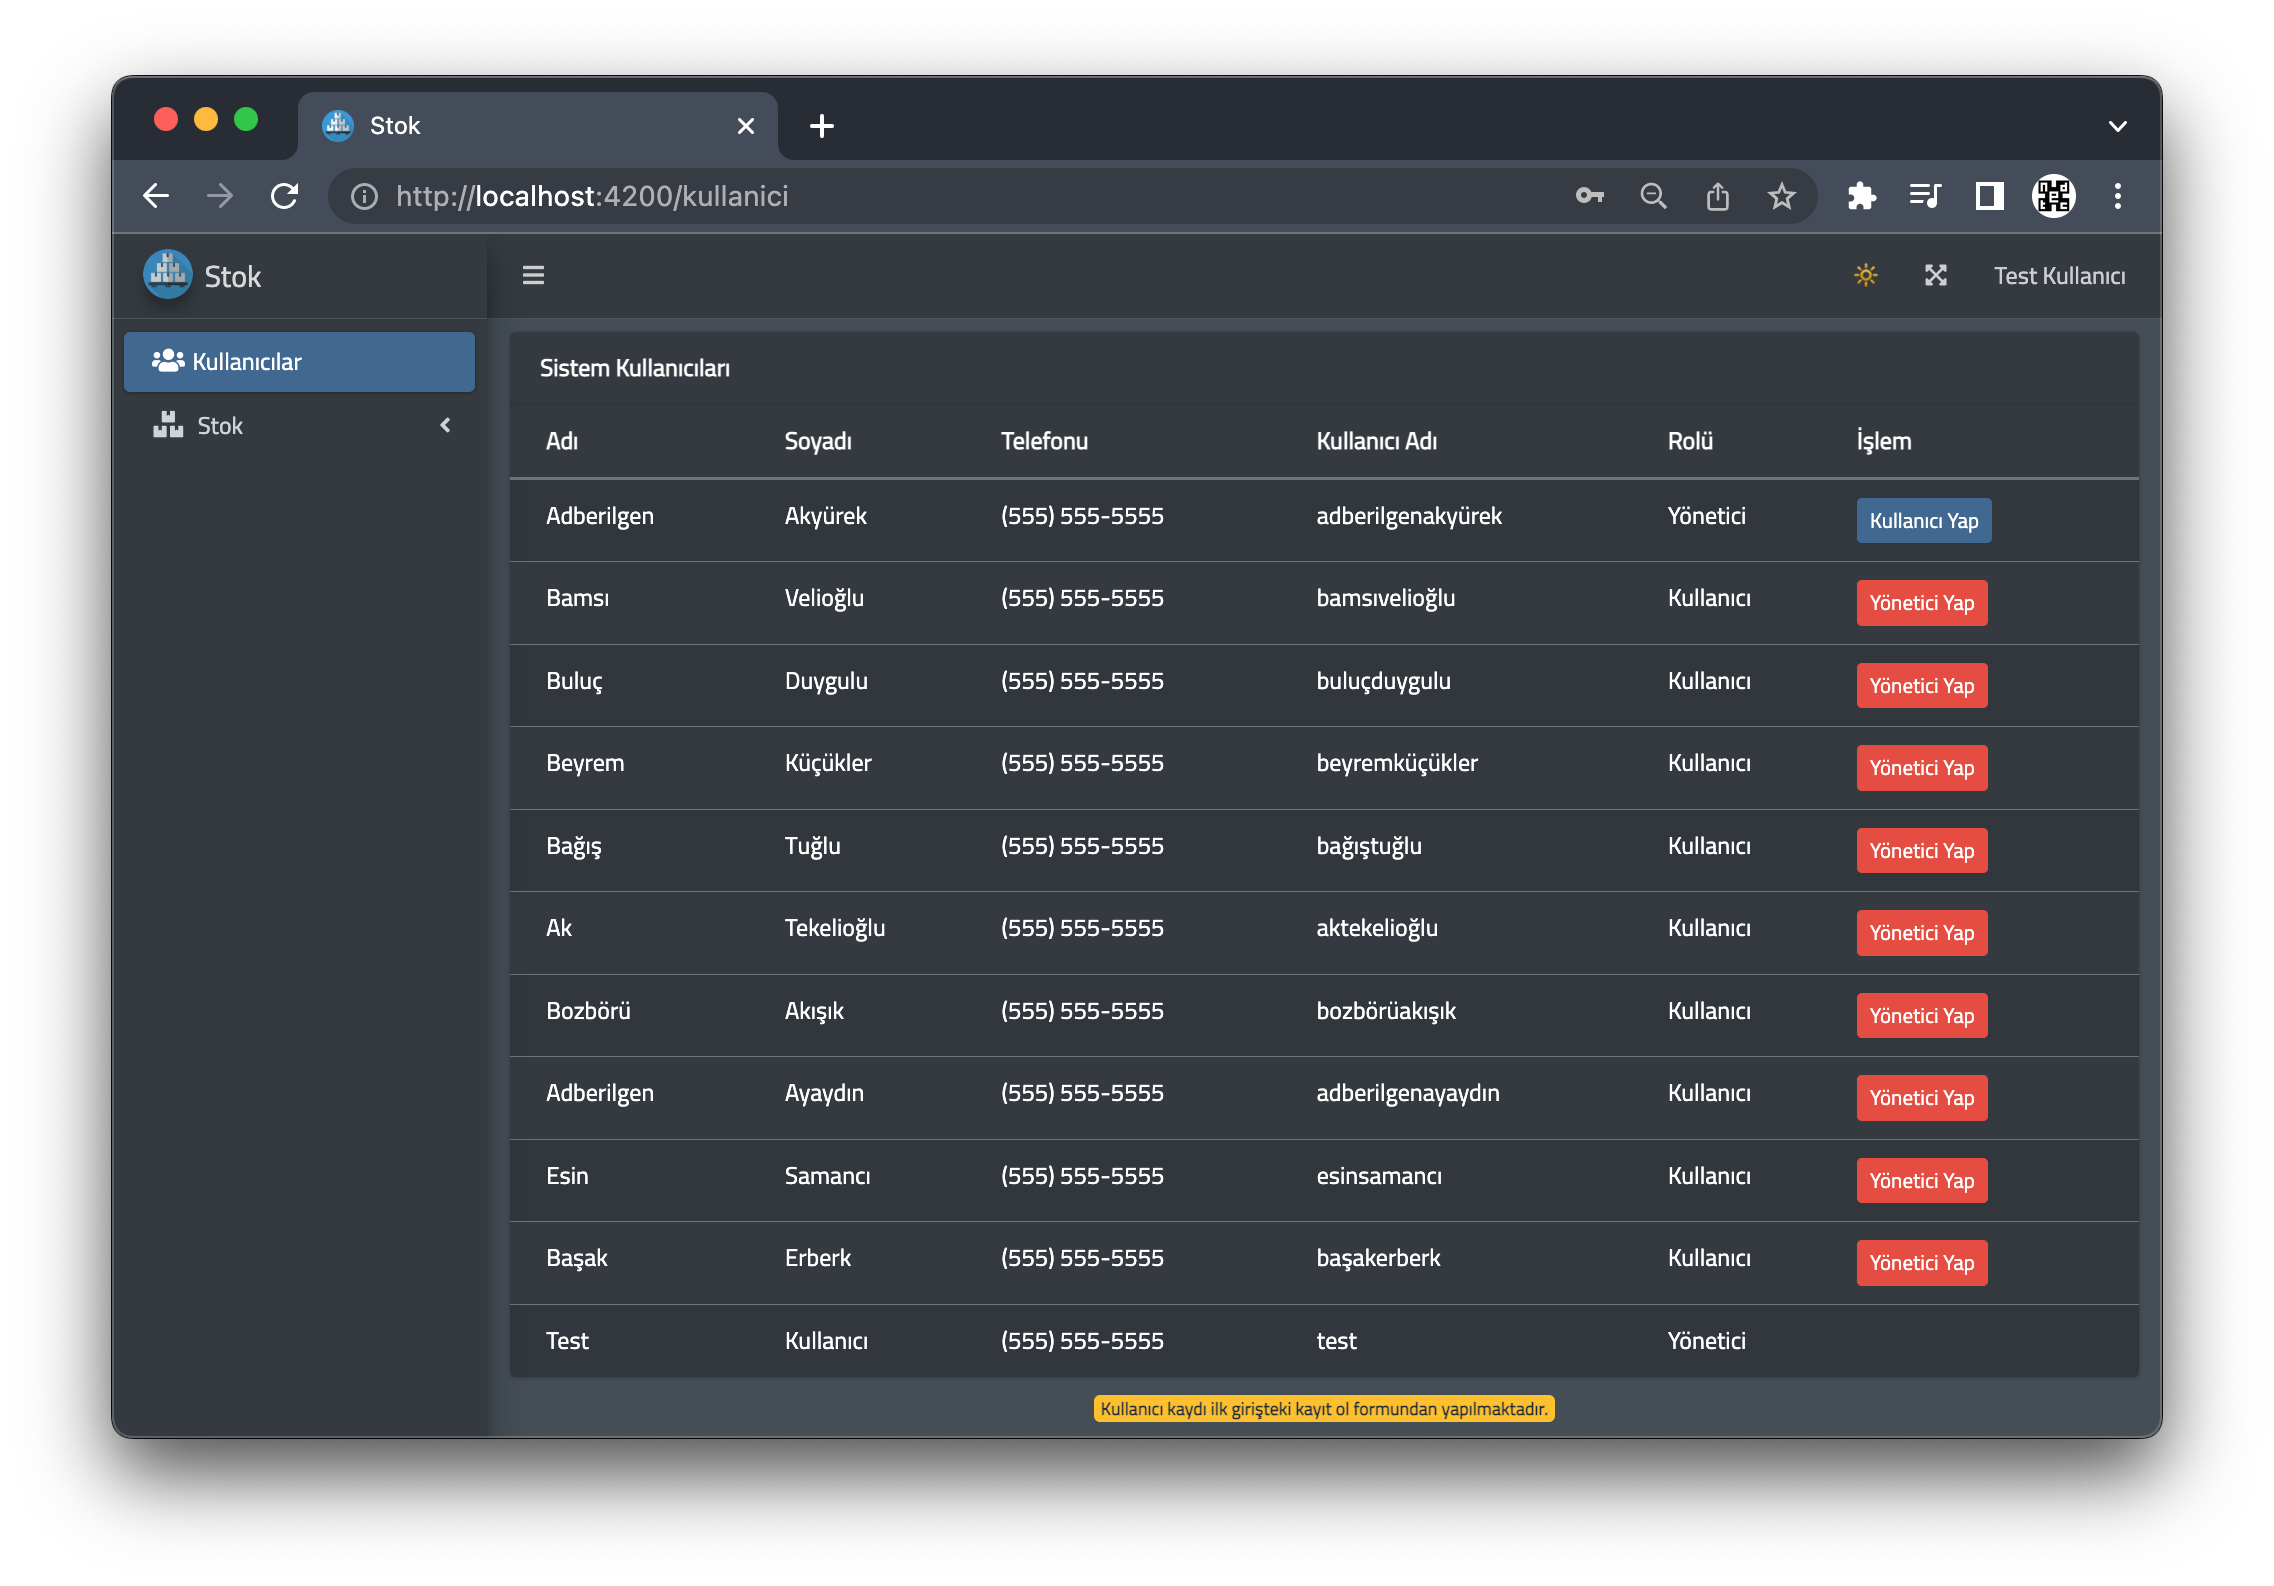 Stok
http://localhost:4200/kullanici
Stok
Test Kullanıcı
Kullanıcılar
Stok
Sistem Kullanıcıları
Adı Soyadı Telefonu Kullanıcı Adı Rolü İşlem
Adberilgen Akyürek (555) 555-5555 adberilgenakyürek Yönetici Kullanıcı Yap
Bamsı Velioğlu (555) 555-5555 bamsıvelioğlu Kullanıcı Yönetici Yap
Buluç Duygulu (555) 555-5555 buluçduygulu Kullanıcı Yönetici Yap
Beyrem Küçükler (555) 555-5555 beyremküçükler Kullanıcı Yönetici Yap
Bağış Tuğlu (555) 555-5555 bağıştuğlu Kullanıcı Yönetici Yap
Ak Tekelioğlu (555) 555-5555 aktekelioğlu Kullanıcı Yönetici Yap
Bozbörü Akışık (555) 555-5555 bozbörüakışık Kullanıcı Yönetici Yap
Adberilgen Ayaydın (555) 555-5555 adberilgenayaydın Kullanıcı Yönetici Yap
Esin Samancı (555) 555-5555 esinsamancı Kullanıcı Yönetici Yap
Başak Erberk (555) 555-5555 başakerberk Kullanıcı Yönetici Yap
Test Kullanıcı (555) 555-5555 test Yönetici
Kullanıcı kaydı ilk girişteki kayıt ol formundan yapılmaktadır.